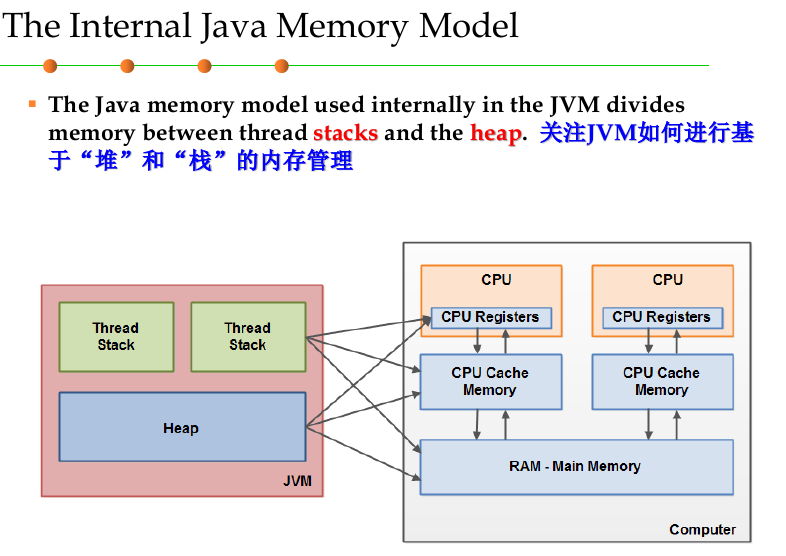 The Internal Java Memory Model
The Java memory model used internally in the JVM divides
memory between thread stacks and the heap. 关注JVM如何进行基
于“堆”和“栈”的内存管理
Thread
Stack
Thread
Stack
Heap
JVM
CPU
CPU Registers
CPU Cache
Memory
CPU
CPU Registers
CPU Cache
Memory
RAM - Main Memory
Computer